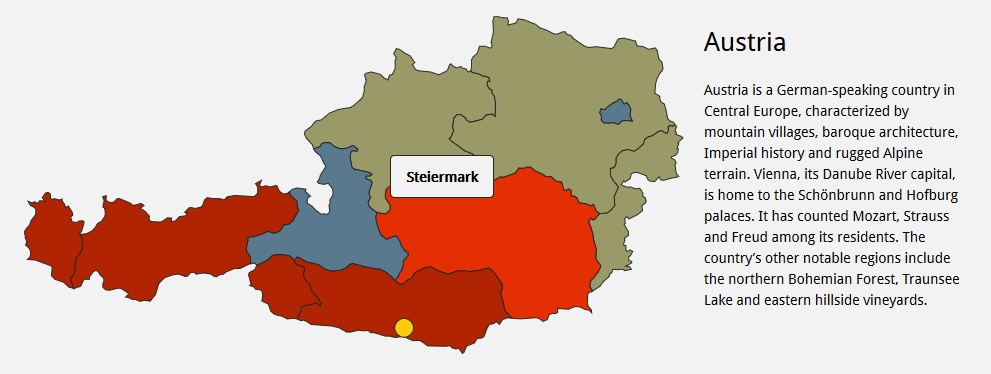 Austria
Austria is a German-speaking country in
Central Europe, characterized by
mountain villages, baroque architecture,
Imperial history and rugged Alpine
terrain. Vienna, its Danube River capital,
is home to the Schönbrunn and Hofburg
palaces. It has counted Mozart, Strauss
and Freud among its residents. The
country’s other notable regions include
the northern Bohemian Forest, Traunsee
Lake and eastern hillside vineyards.
Steiermark